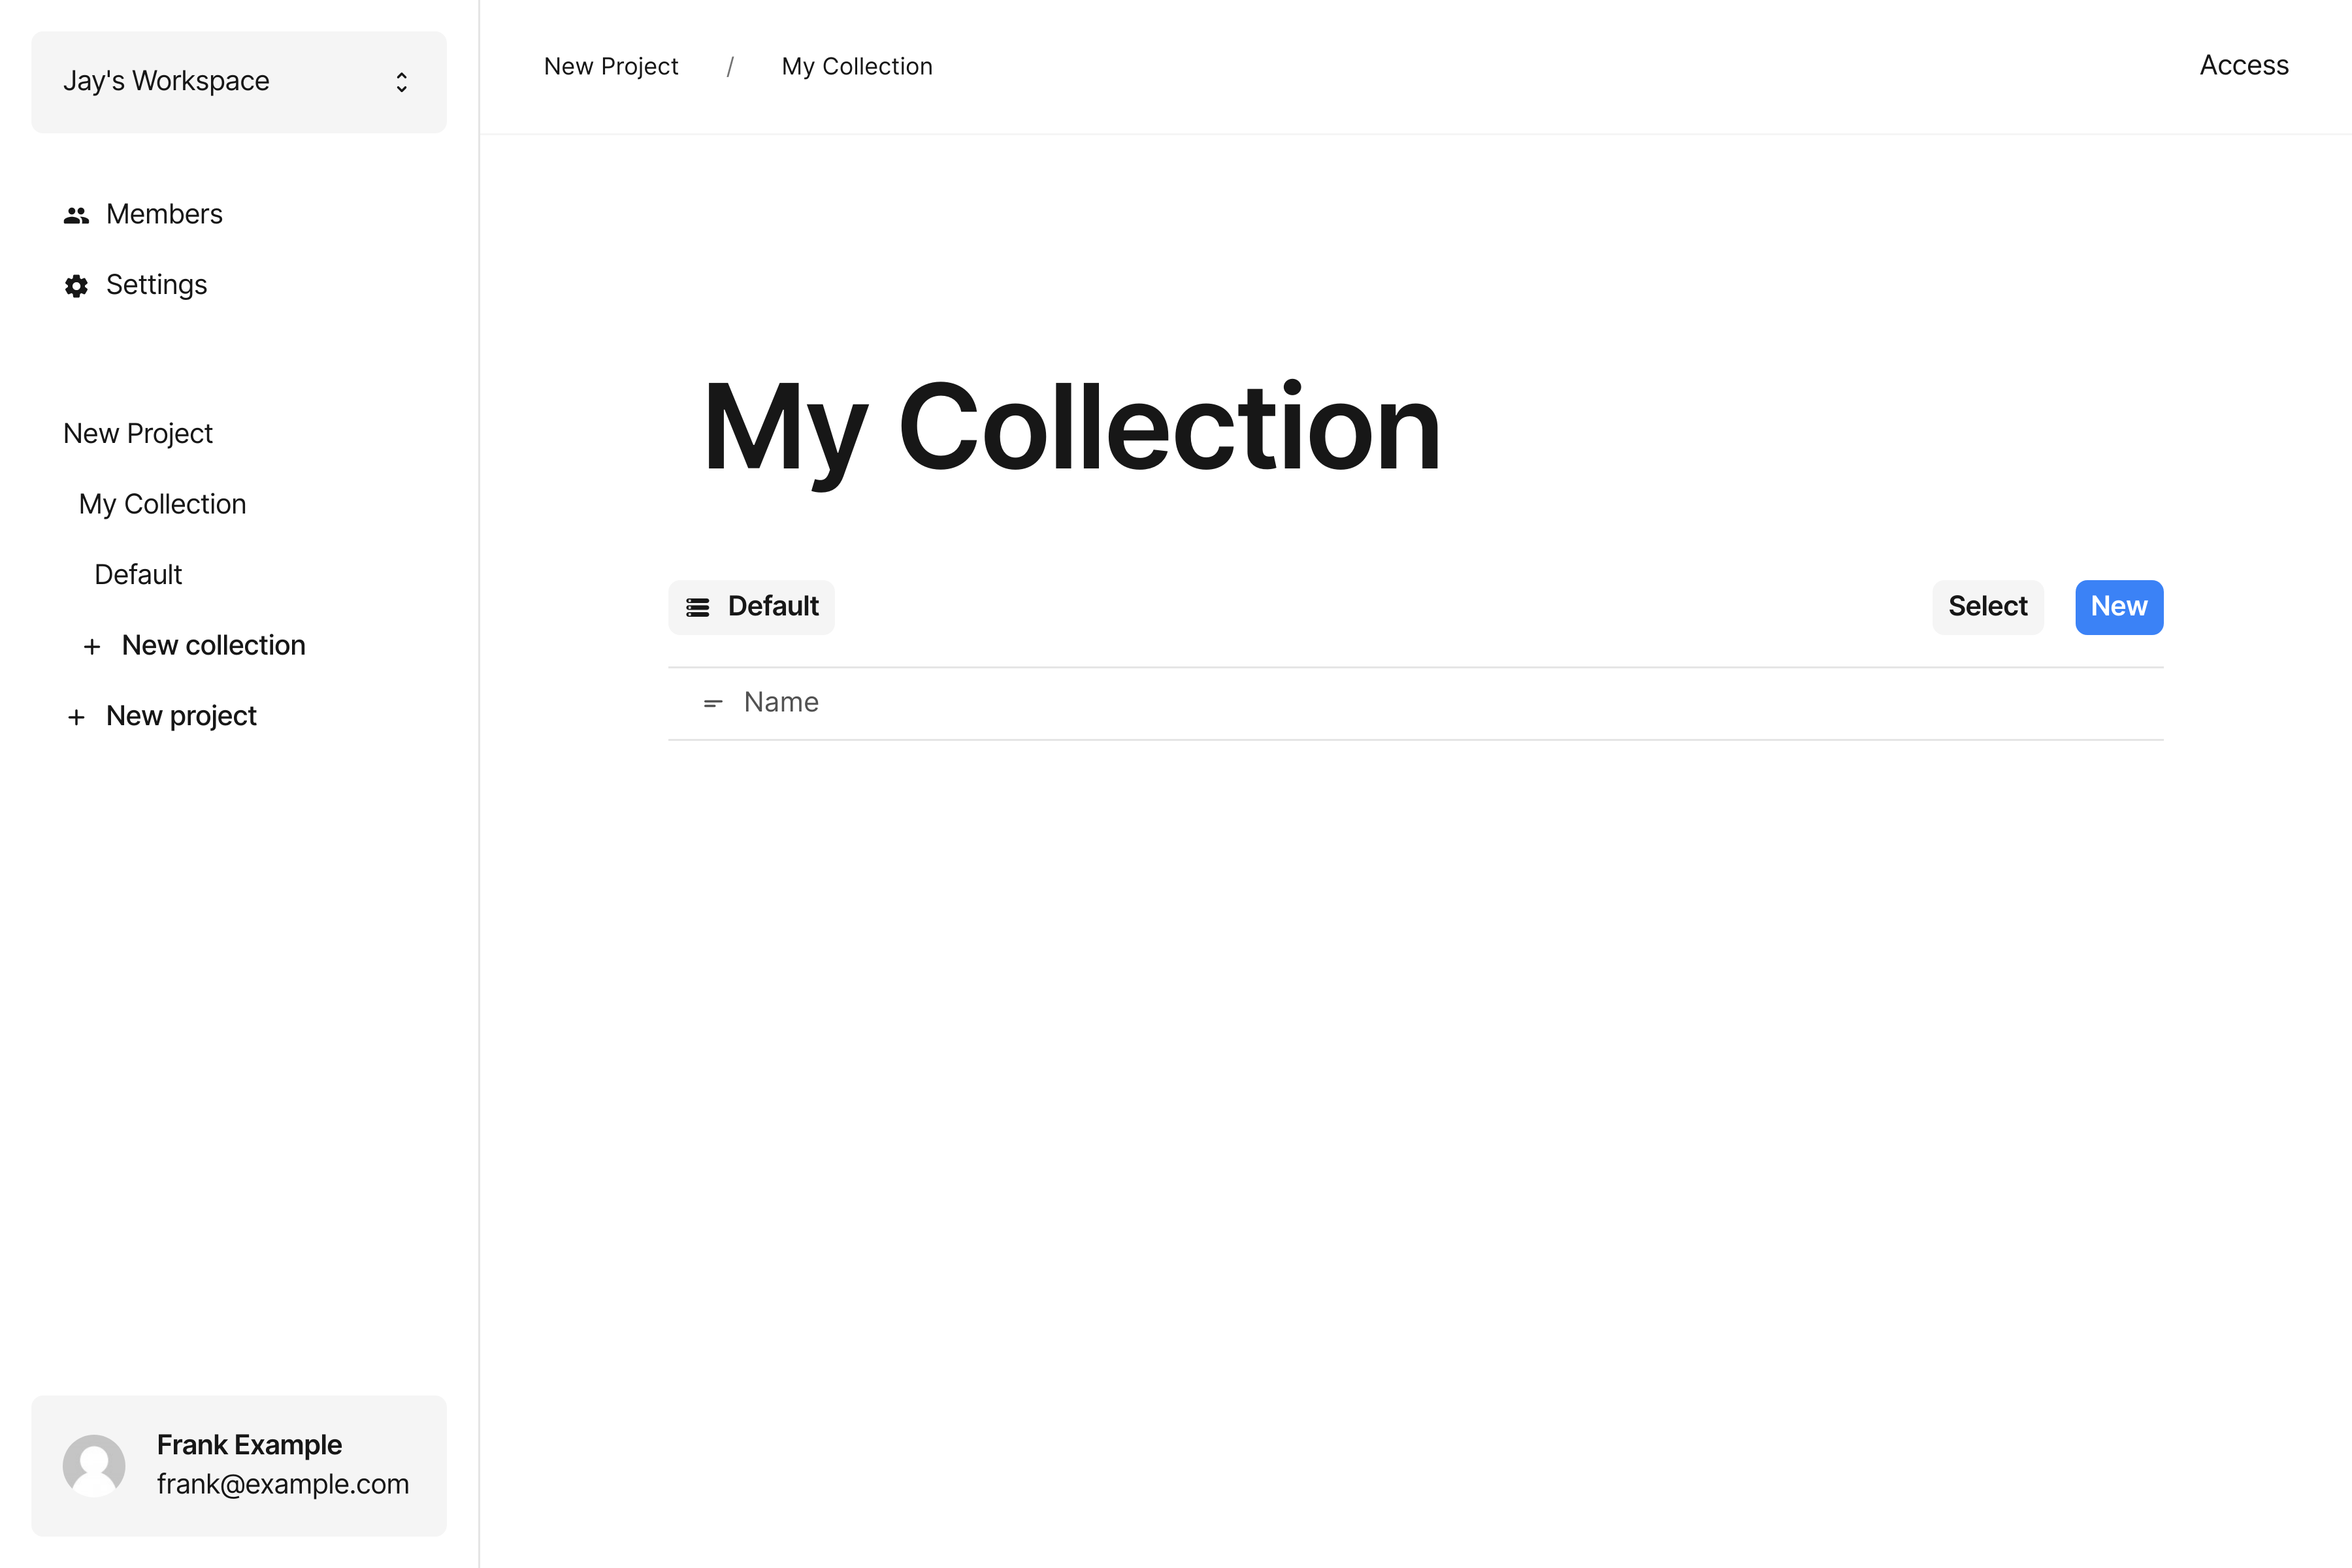 Jay's Workspace
Members
Settings
New Project
My Collection
Default
+ New collection
+ New project
Frank Example
frank@example.com
New Project / My Collection
Access
My Collection
Default
Select
New
Name